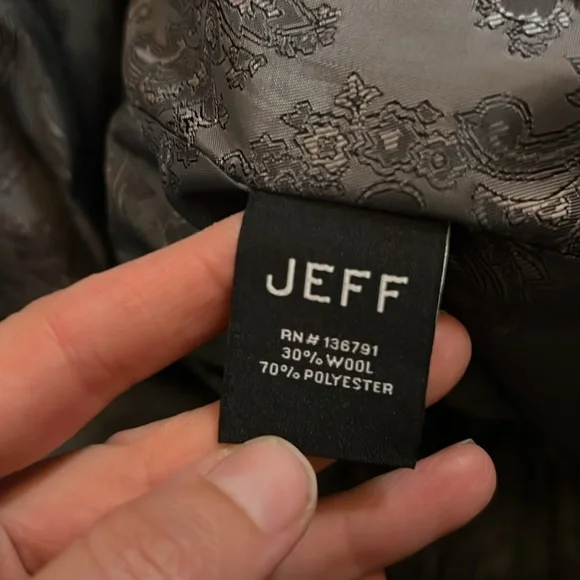 JEFF
RN# 136791
30% WOOL
70% POLYESTER